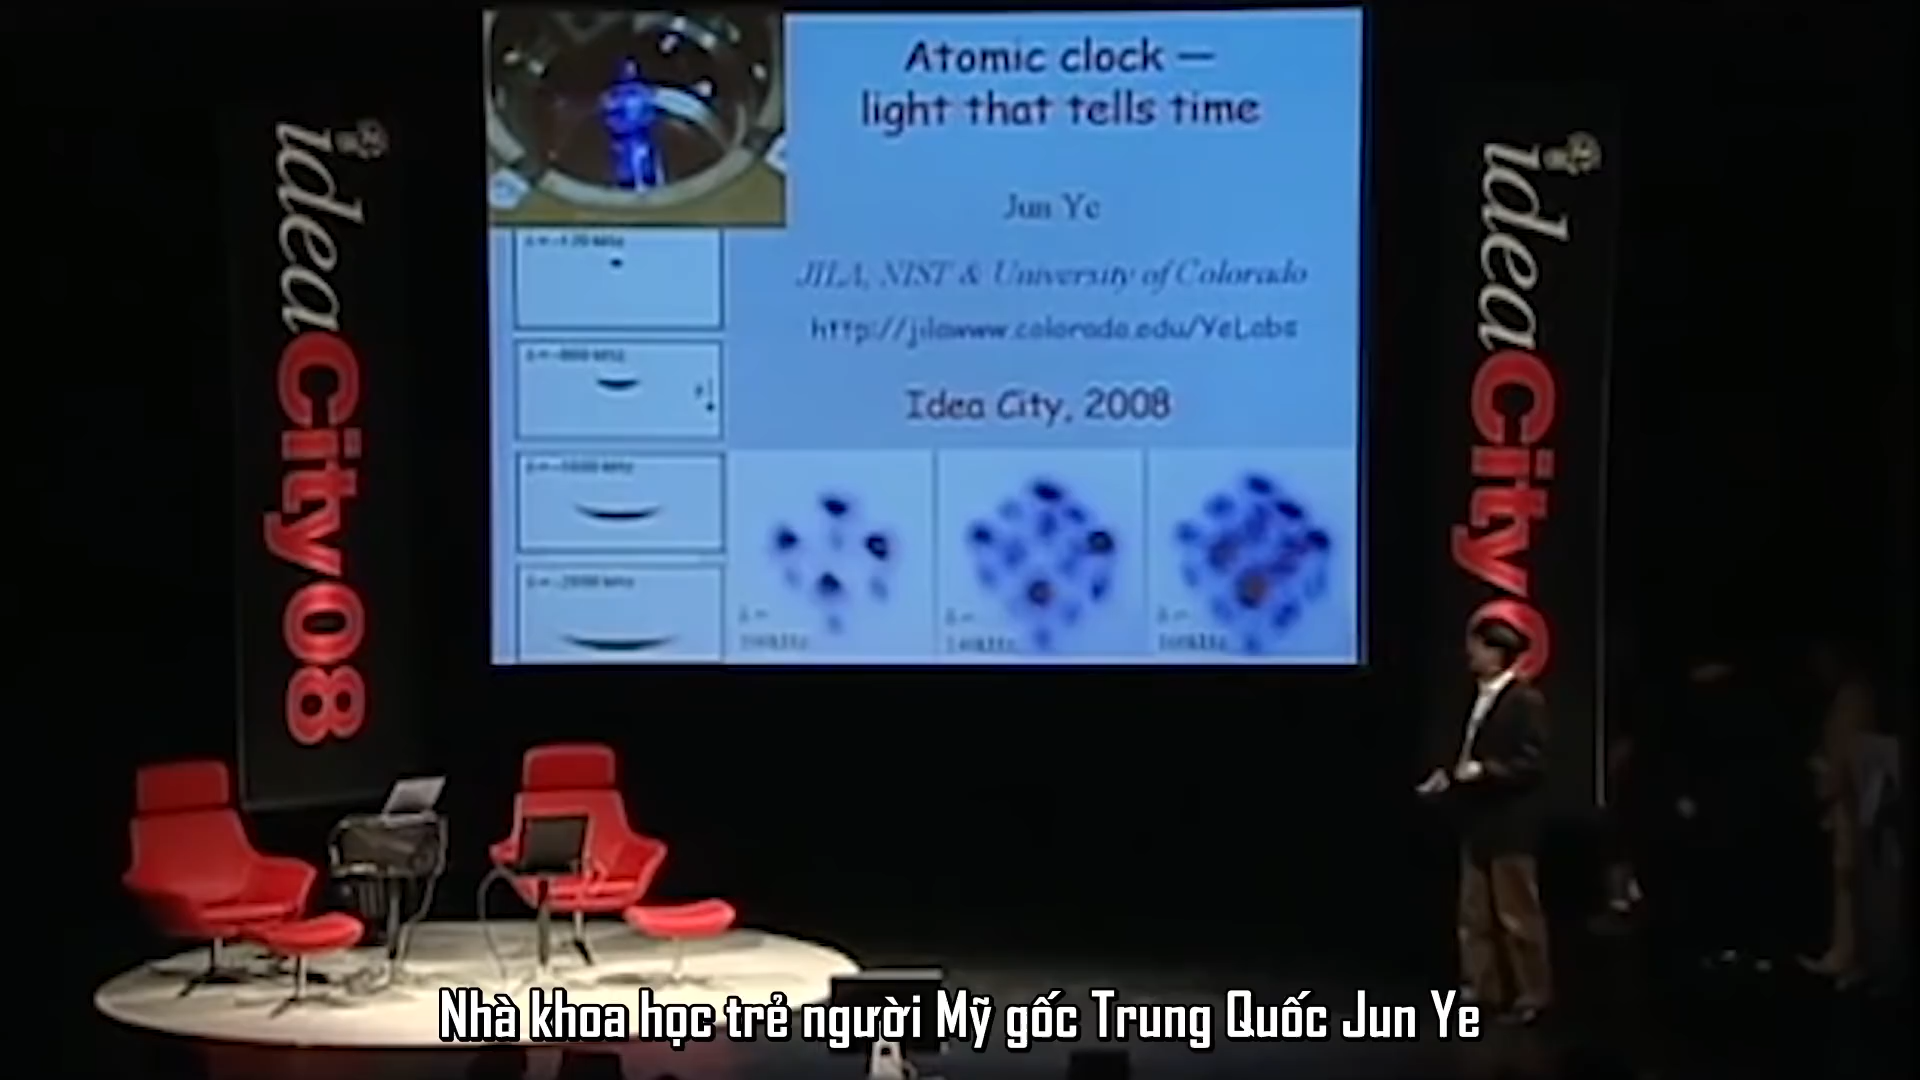 Atomic clock —
light that tells time
Jun Ye
JILA, NIST & University of Colorado
http://jilawww.colorado.edu/YeLabs
Idea City, 2008
ideaCity08
ideaCity
Nhà khoa học trẻ người Mỹ gốc Trung Quốc Jun Ye